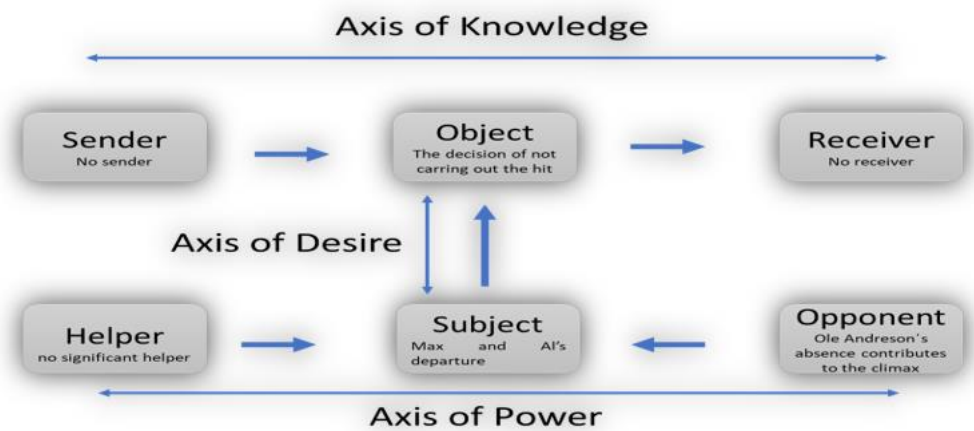 Axis of Knowledge
Sender
No sender
Object
The decision of not
carrying out the hit
Receiver
No receiver
Axis of Desire
Helper
no significant helper
Subject
Max and Al's
departure
Opponent
Ole Andreson´s
absence contributes
to the climax
Axis of Power